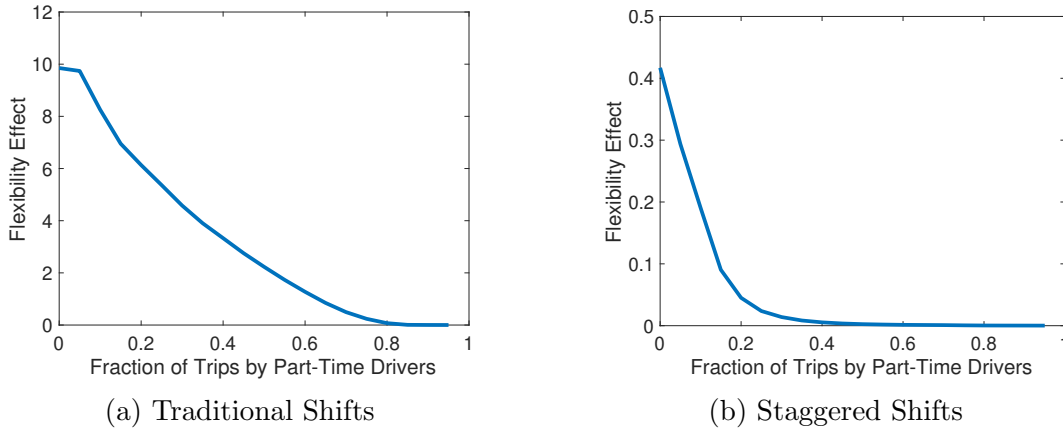 12
10
8
6
4
2
0
Flexibility Effect
0 0.2 0.4 0.6 0.8 1
Fraction of Trips by Part-Time Drivers
(a) Traditional Shifts
0.5
0.4
0.3
0.2
0.1
0
Flexibility Effect
0 0.2 0.4 0.6 0.8 1
Fraction of Trips by Part-Time Drivers
(b) Staggered Shifts